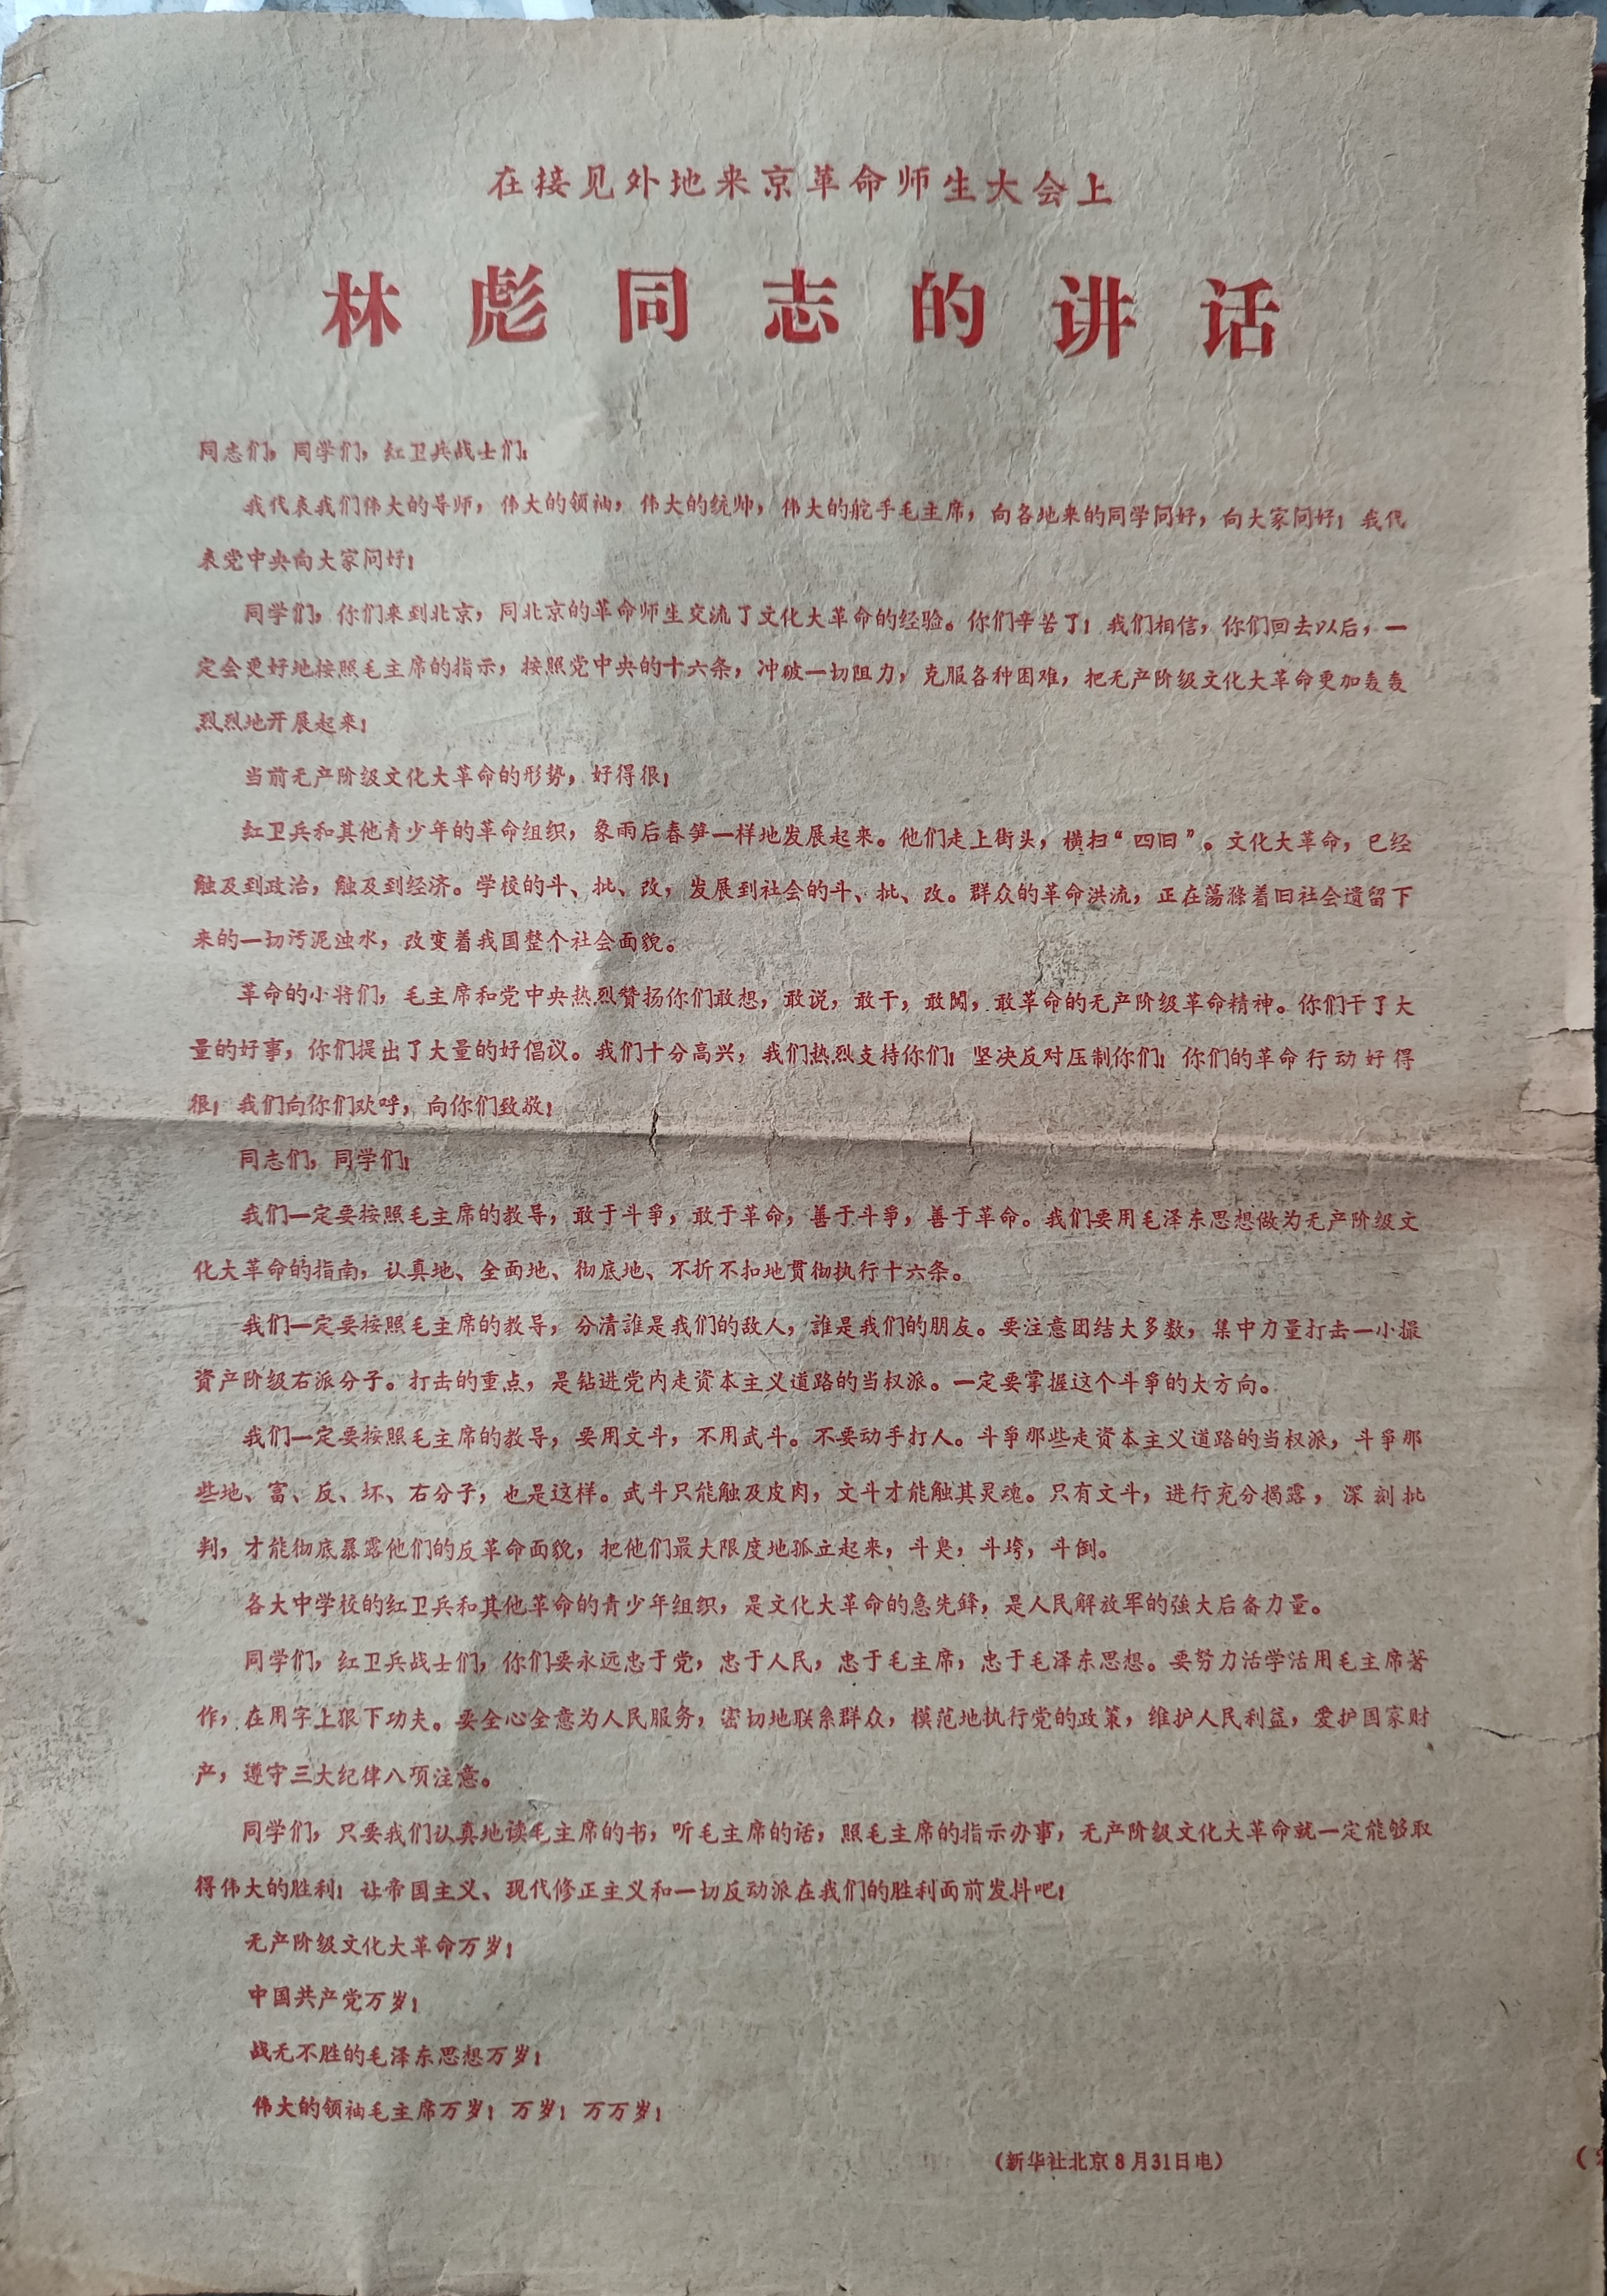 在接见外地来京革命师生大会上
林彪同志的讲话
同志们，同学们，红卫兵战士们：
我代表我们伟大的导师，伟大的领袖，伟大的统帅，伟大的舵手毛主席，向各地来的同学问好，向大家问好！我代
表党中央向大家问好！
同学们，你们来到北京，同北京的革命师生交流了文化大革命的经验。你们辛苦了！我们相信，你们回去以后，一
定会更好地按照毛主席的指示，按照党中央的十六条，冲破一切阻力，克服各种困难，把无产阶级文化大革命更加轰轰
烈烈地开展起来！
当前无产阶级文化大革命的形势，好得很！
红卫兵和其他青少年的革命组织，象雨后春笋一样地发展起来。他们走上街头，横扫“四旧”。文化大革命，已经
触及到政治，触及到经济。学校的斗、批、改，发展到社会的斗、批、改。群众的革命洪流，正在荡滌着旧社会遗留下
来的一切污泥浊水，改变着我国整个社会面貌。
革命的小将们，毛主席和党中央热烈赞扬你们敢想，敢说，敢干，敢闖，敢革命的无产阶级革命精神。你们干了大
量的好事，你们提出了大量的好倡议。我们十分高兴，我们热烈支持你们！坚决反对压制你们！你们的革命行动好得
很！我们向你们欢呼，向你们致敬！
同志们，同学们！
我们一定要按照毛主席的教导，敢于斗爭，敢于革命，善于斗爭，善于革命。我们要用毛泽东思想做为无产阶级文
化大革命的指南，认真地、全面地、彻底地、不折不扣地贯彻执行十六条。
我们一定要按照毛主席的教导，分清誰是我们的敌人，誰是我们的朋友。要注意团结大多数，集中力量打击一小撮
資产阶级右派分子。打击的重点，是钻进党内走资本主义道路的当权派。一定要掌握这个斗爭的大方向。
我们一定要按照毛主席的教导，要用文斗，不用武斗。不要动手打人。斗爭那些走资本主义道路的当权派，斗爭那
些地、富、反、坏、右分子，也是这样。武斗只能触及皮肉，文斗才能触其灵魂。只有文斗，进行充分揭露，深刻批
判，才能彻底暴露他们的反革命面貌，把他们最大限度地孤立起来，斗臭，斗垮，斗倒。
各大中学校的红卫兵和其他革命的青少年组织，是文化大革命的急先鋒，是人民解放军的強大后备力量。
同学们，红卫兵战士们，你们要永远忠于党，忠于人民，忠于毛主席，忠于毛泽东思想。要努力活学活用毛主席著
作，在用字上狠下功夫。要全心全意为人民服务，密切地联系群众，模范地执行党的政策，维护人民利益，爱护国家财
产，遵守三大纪律八项注意。
同学们，只要我们认真地读毛主席的书，听毛主席的话，照毛主席的指示办事，无产阶级文化大革命就一定能够取
得伟大的胜利！让帝国主义、现代修正主义和一切反动派在我们的胜利面前发抖吧！
无产阶级文化大革命万岁！
中国共产党万岁！
战无不胜的毛泽东思想万岁！
伟大的领袖毛主席万岁！万岁！万万岁！
（新华社北京8月31日电）